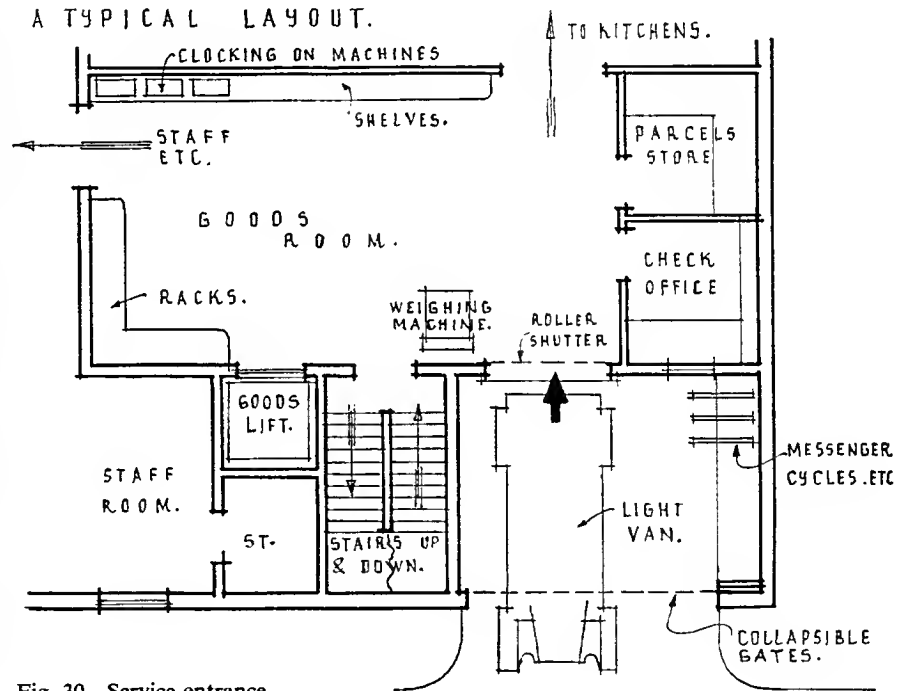 A TYPICAL LAYOUT.
CLOCKING ON MACHINES
TO KITCHENS.
SHELVES.
STAFF
ETC.
PARCELS
STORE
GOODS
ROOM.
CHECK
OFFICE
RACKS.
WEIGHING
MACHINE.
ROLLER
SHUTTER
GOODS
LIFT.
MESSENGER
CYCLES.ETC
STAFF
ROOM.
LIGHT
VAN.
ST.
STAIRS UP
& DOWN.
COLLAPSIBLE
GATES.
Fig. 30. Service entrance